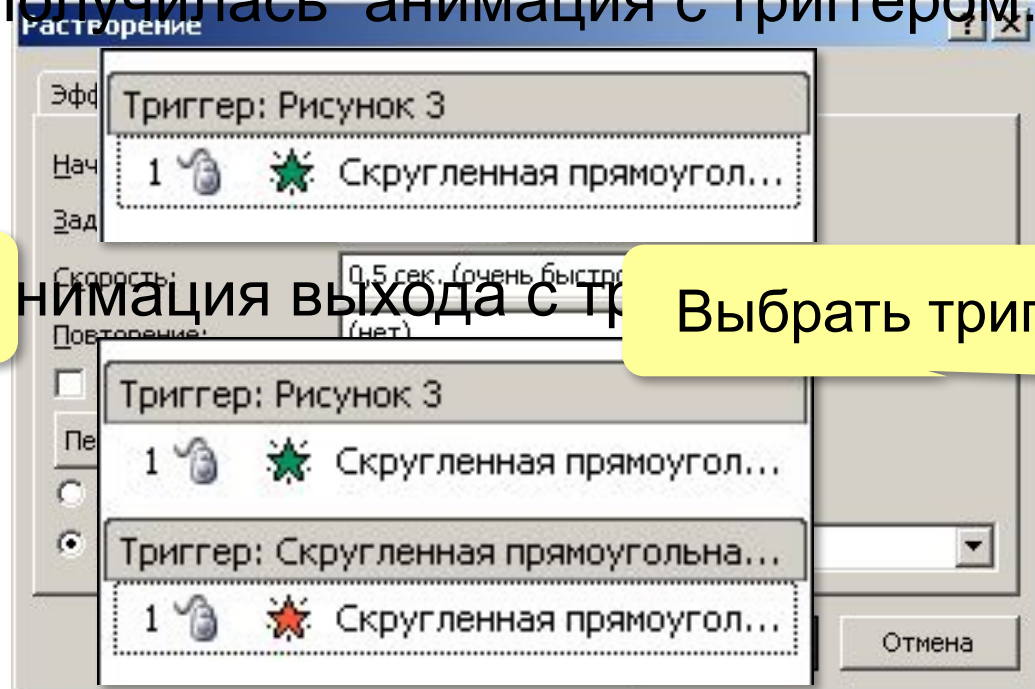 получилась анимация с триггером.
Растворение
Эфф
Триггер: Рисунок 3
Нач
1 Скругленная прямоугол...
Зад
Скорость: 0,5 сек. (очень быстро
нимация выхода с тр
Выбрать триг
Повторение: (нет)
Триггер: Рисунок 3
Пе
1 Скругленная прямоугол...
Триггер: Скругленная прямоугольна...
1 Скругленная прямоугол...
Отмена